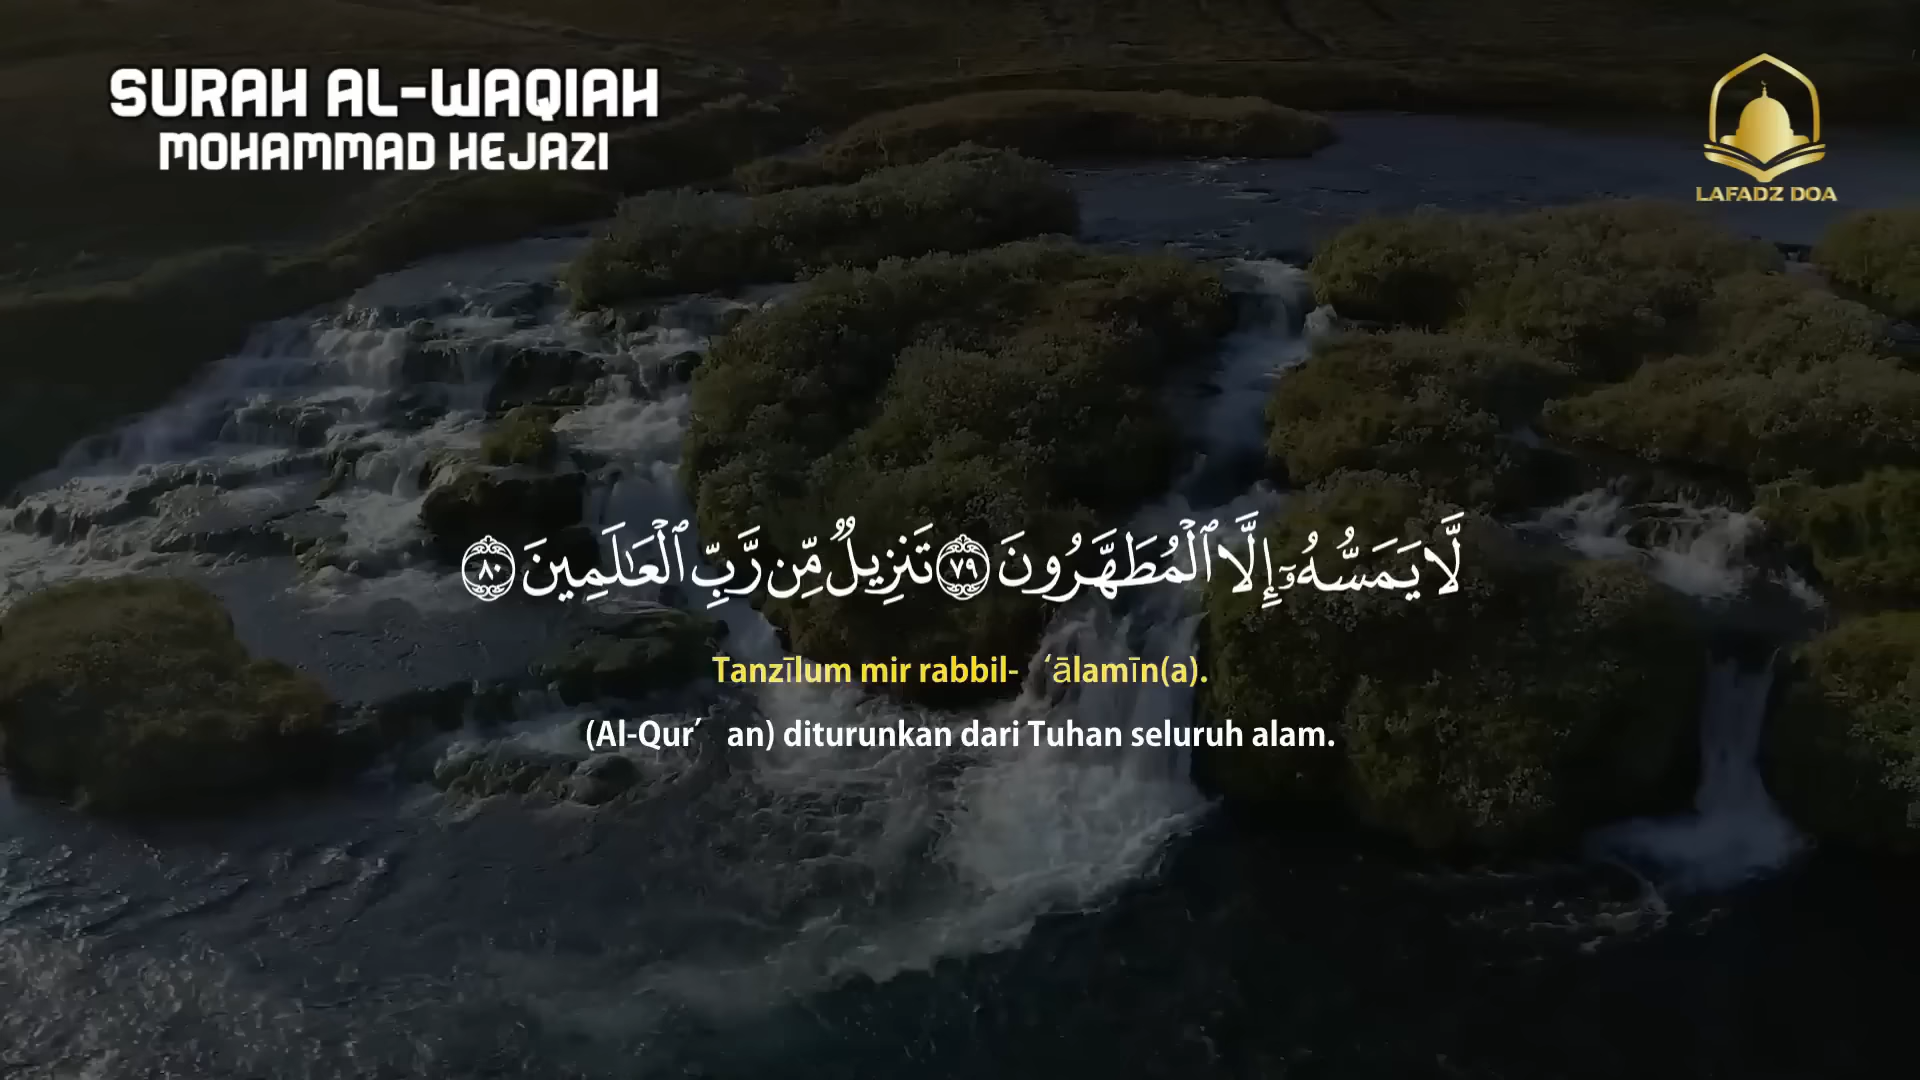 SURAH AL-WAQIAH
MOHAMMAD HEJAZI
LAFADZ DOA
لَّا يَمَسُّهُۥٓ إِلَّا ٱلْمُطَهَّرُونَ ٧٩ تَنزِيلٌ مِّن رَّبِّ ٱلْعَٰلَمِينَ ٨٠
Tanzīlum mir rabbil-‘ālamīn(a).
(Al-Qur′an) diturunkan dari Tuhan seluruh alam.